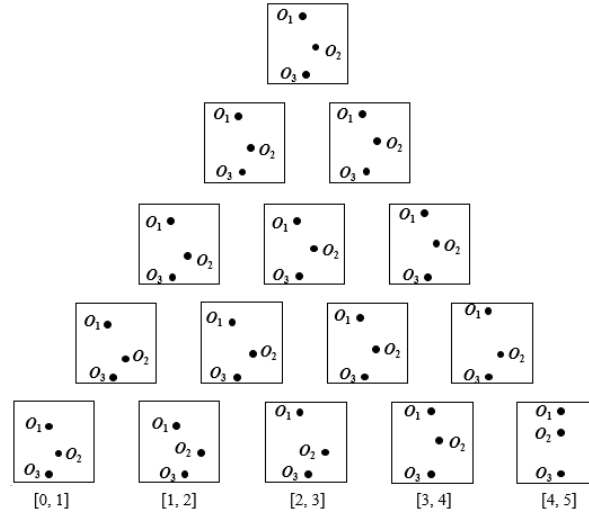 O₁
O₂
O₃
O₁ O₁
O₂ O₂
O₃ O₃
O₁ O₁ O₁
O₂ O₂ O₂
O₃ O₃ O₃
O₁ O₁ O₁ O₁
O₂ O₂ O₂ O₂
O₃ O₃ O₃ O₃
O₁ O₁ O₁ O₁ O₁
O₂ O₂ O₂ O₂ O₂
O₃ O₃ O₃ O₃ O₃
[0, 1] [1, 2] [2, 3] [3, 4] [4, 5]